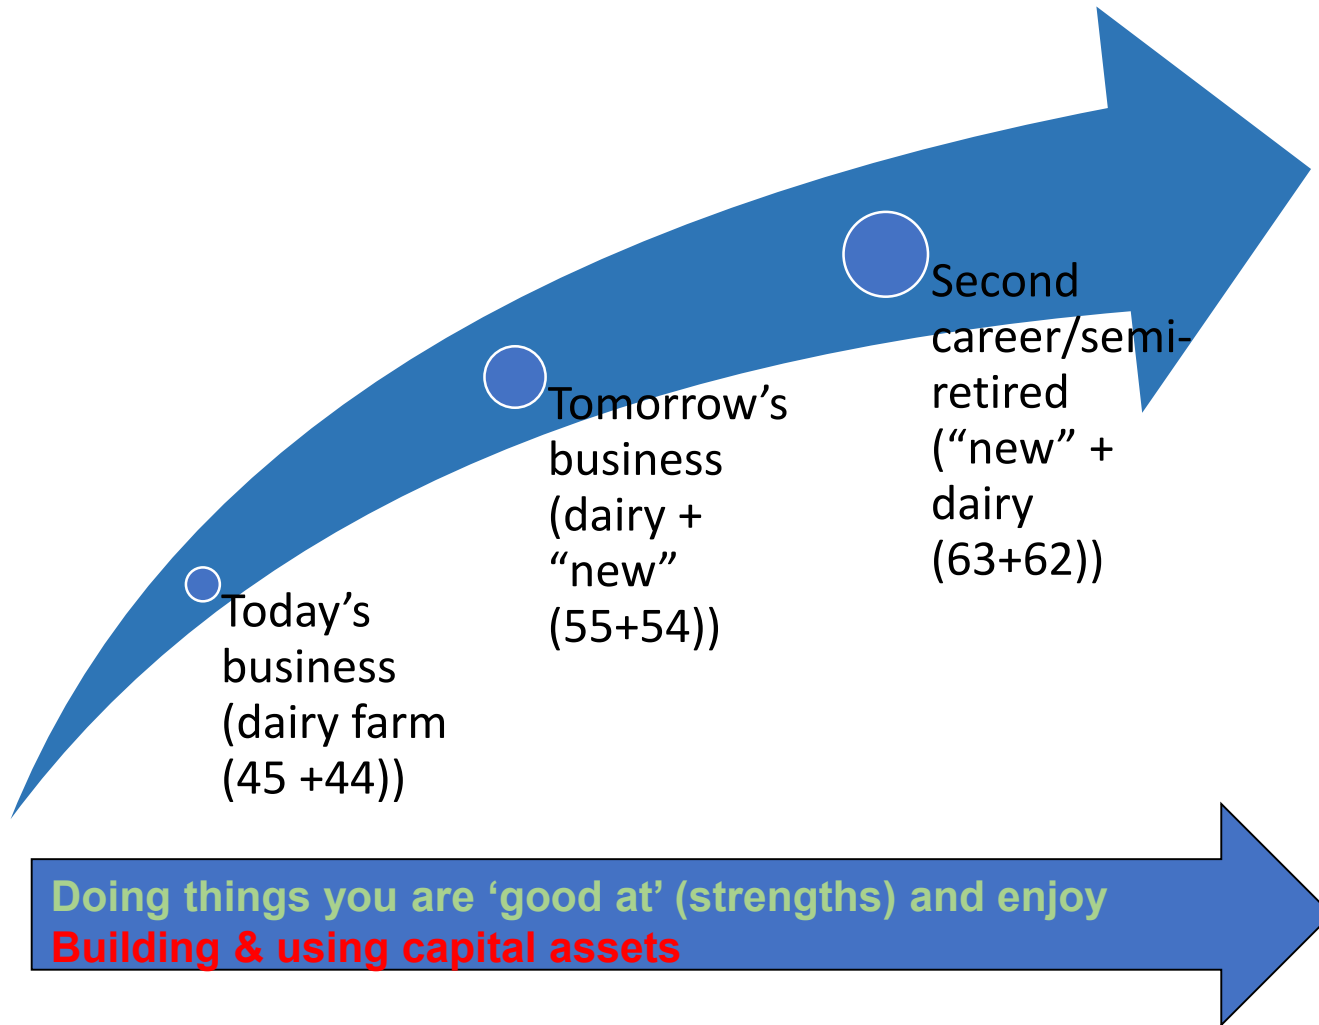 Second
career/semi-
retired
(“new” +
dairy
(63+62))
Tomorrow’s
business
(dairy +
“new”
(55+54))
Today’s
business
(dairy farm
(45 +44))
Doing things you are ‘good at’ (strengths) and enjoy
Building & using capital assets